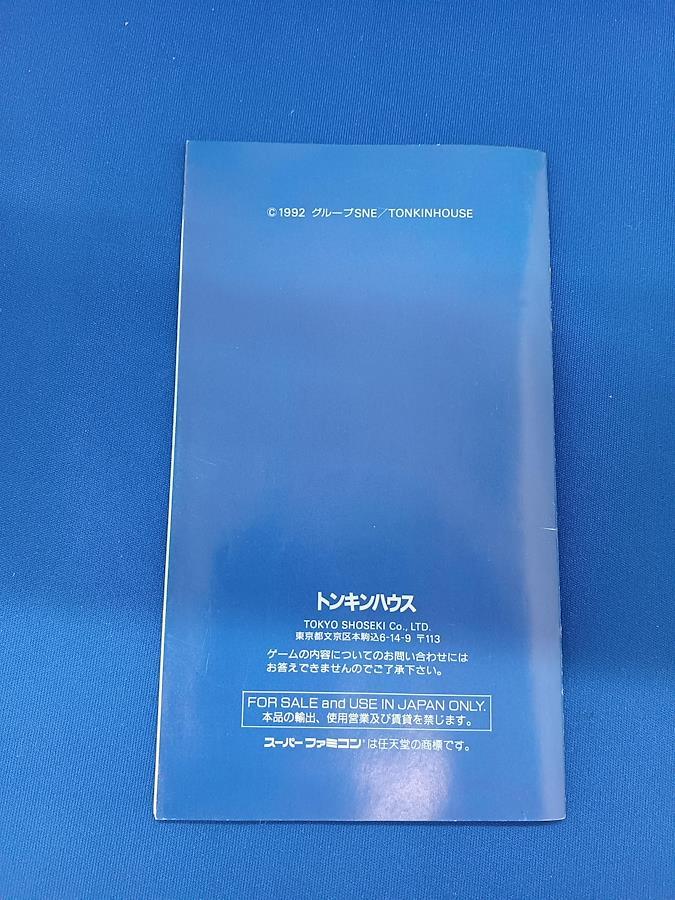 ©1992 グループSNE／TONKINHOUSE
トンキンハウス
TOKYO SHOSEKI Co., LTD.
東京都文京区本駒込6-14-9 〒113
ゲームの内容についてのお問い合わせには
お答えできませんのでご了承下さい。
FOR SALE and USE IN JAPAN ONLY.
本品の輸出、使用営業及び賃貸を禁じます。
スーパーファミコン®は任天堂の商標です。